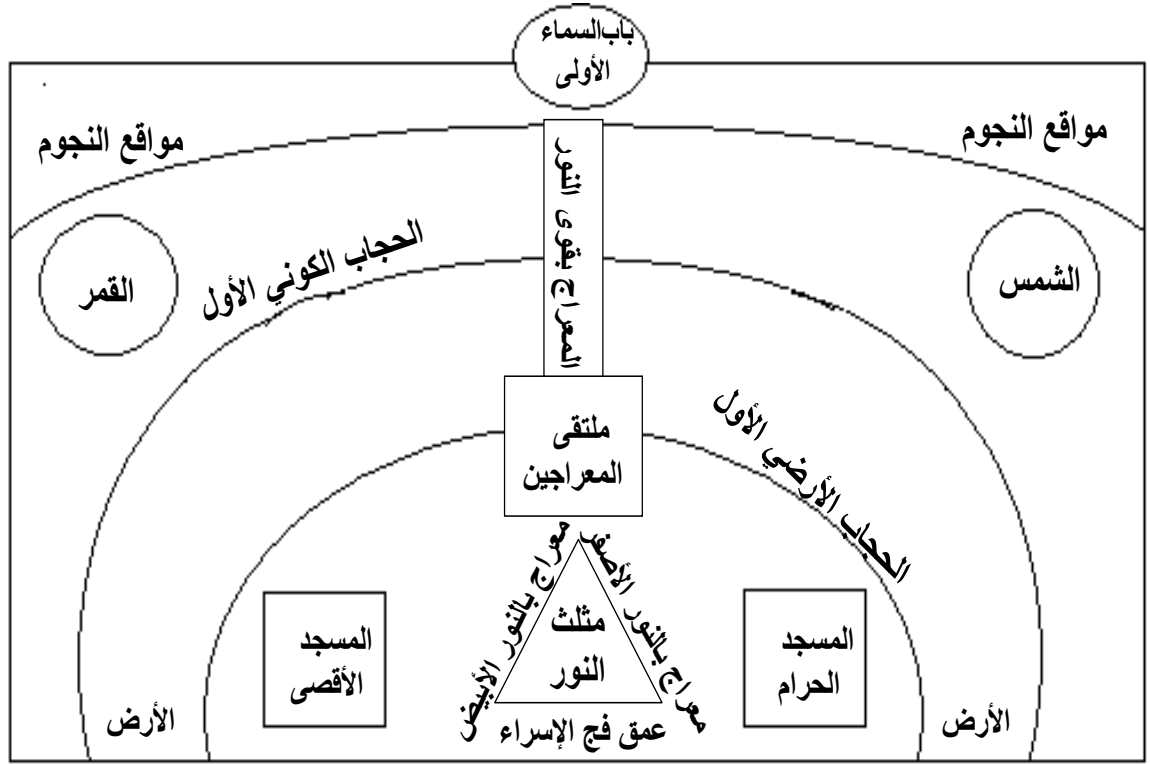 باب السماء
الأولى
مواقع النجوم
مواقع النجوم
المعراج بقوى النور
الحجاب الكوني الأول
الشمس
القمر
ملتقى
المعراجين
الحجاب الأرضي الأول
معراج بالنور الأصفر
معراج بالنور الأبيض
مثلث
النور
المسجد
الحرام
المسجد
الأقصى
عمق فج الإسراء
الأرض
الأرض